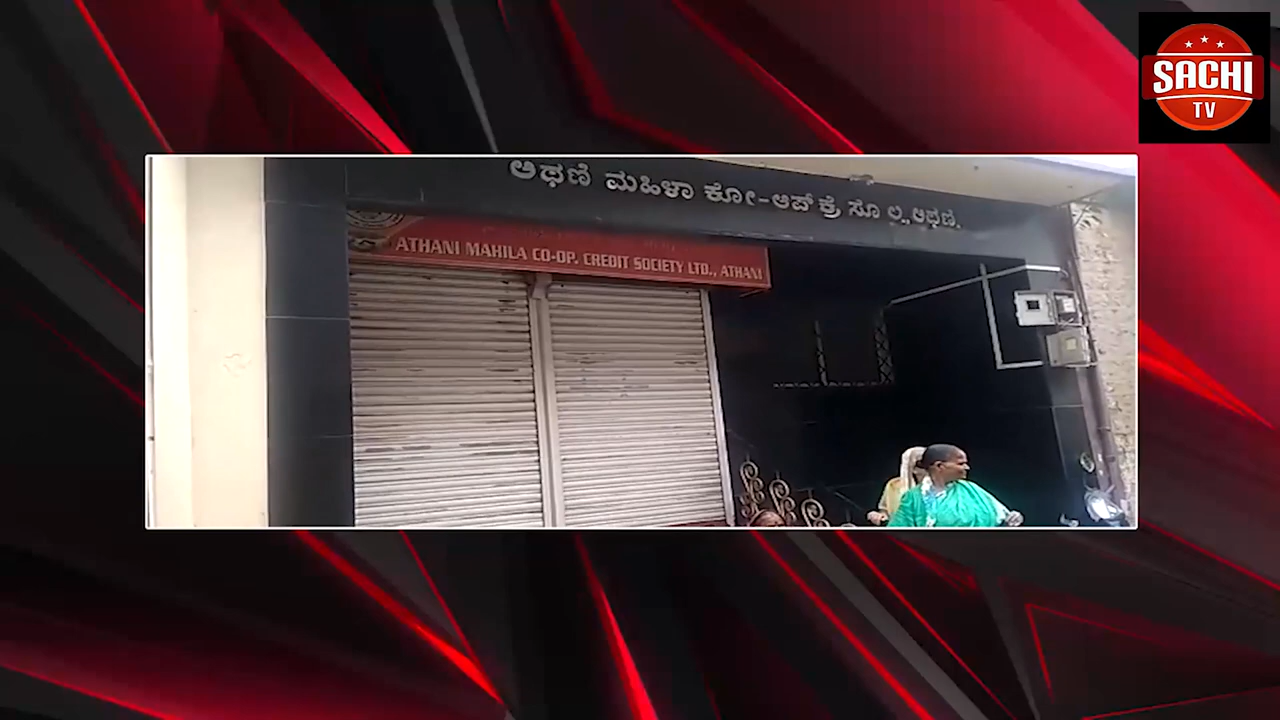 SACHI
TV
ಅಥಣಿ ಮಹಿಳಾ ಕೋ-ಆಪ್ ಕ್ರೆ ಸೊ ಲಿ., ಅಥಣಿ.
ATHANI MAHILA CO-OP. CREDIT SOCIETY LTD., ATHANI